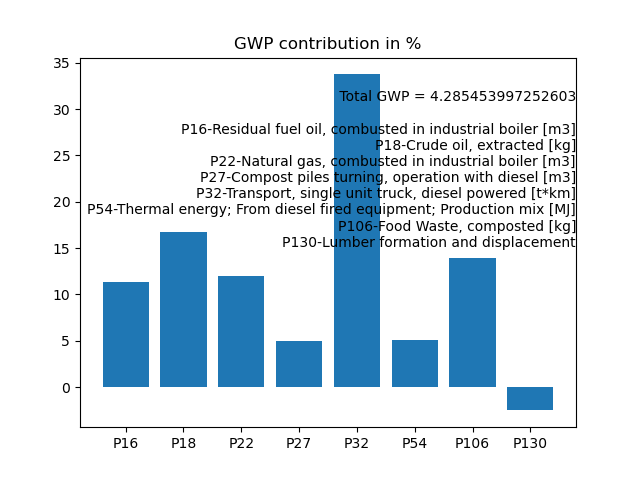 GWP contribution in %
35
30
25
20
15
10
5
0
Total GWP = 4.285453997252603
P16-Residual fuel oil, combusted in industrial boiler [m3]
P18-Crude oil, extracted [kg]
P22-Natural gas, combusted in industrial boiler [m3]
P27-Compost piles turning, operation with diesel [m3]
P32-Transport, single unit truck, diesel powered [t*km]
P54-Thermal energy; From diesel fired equipment; Production mix [MJ]
P106-Food Waste, composted [kg]
P130-Lumber formation and displacement
P16 P18 P22 P27 P32 P54 P106 P130